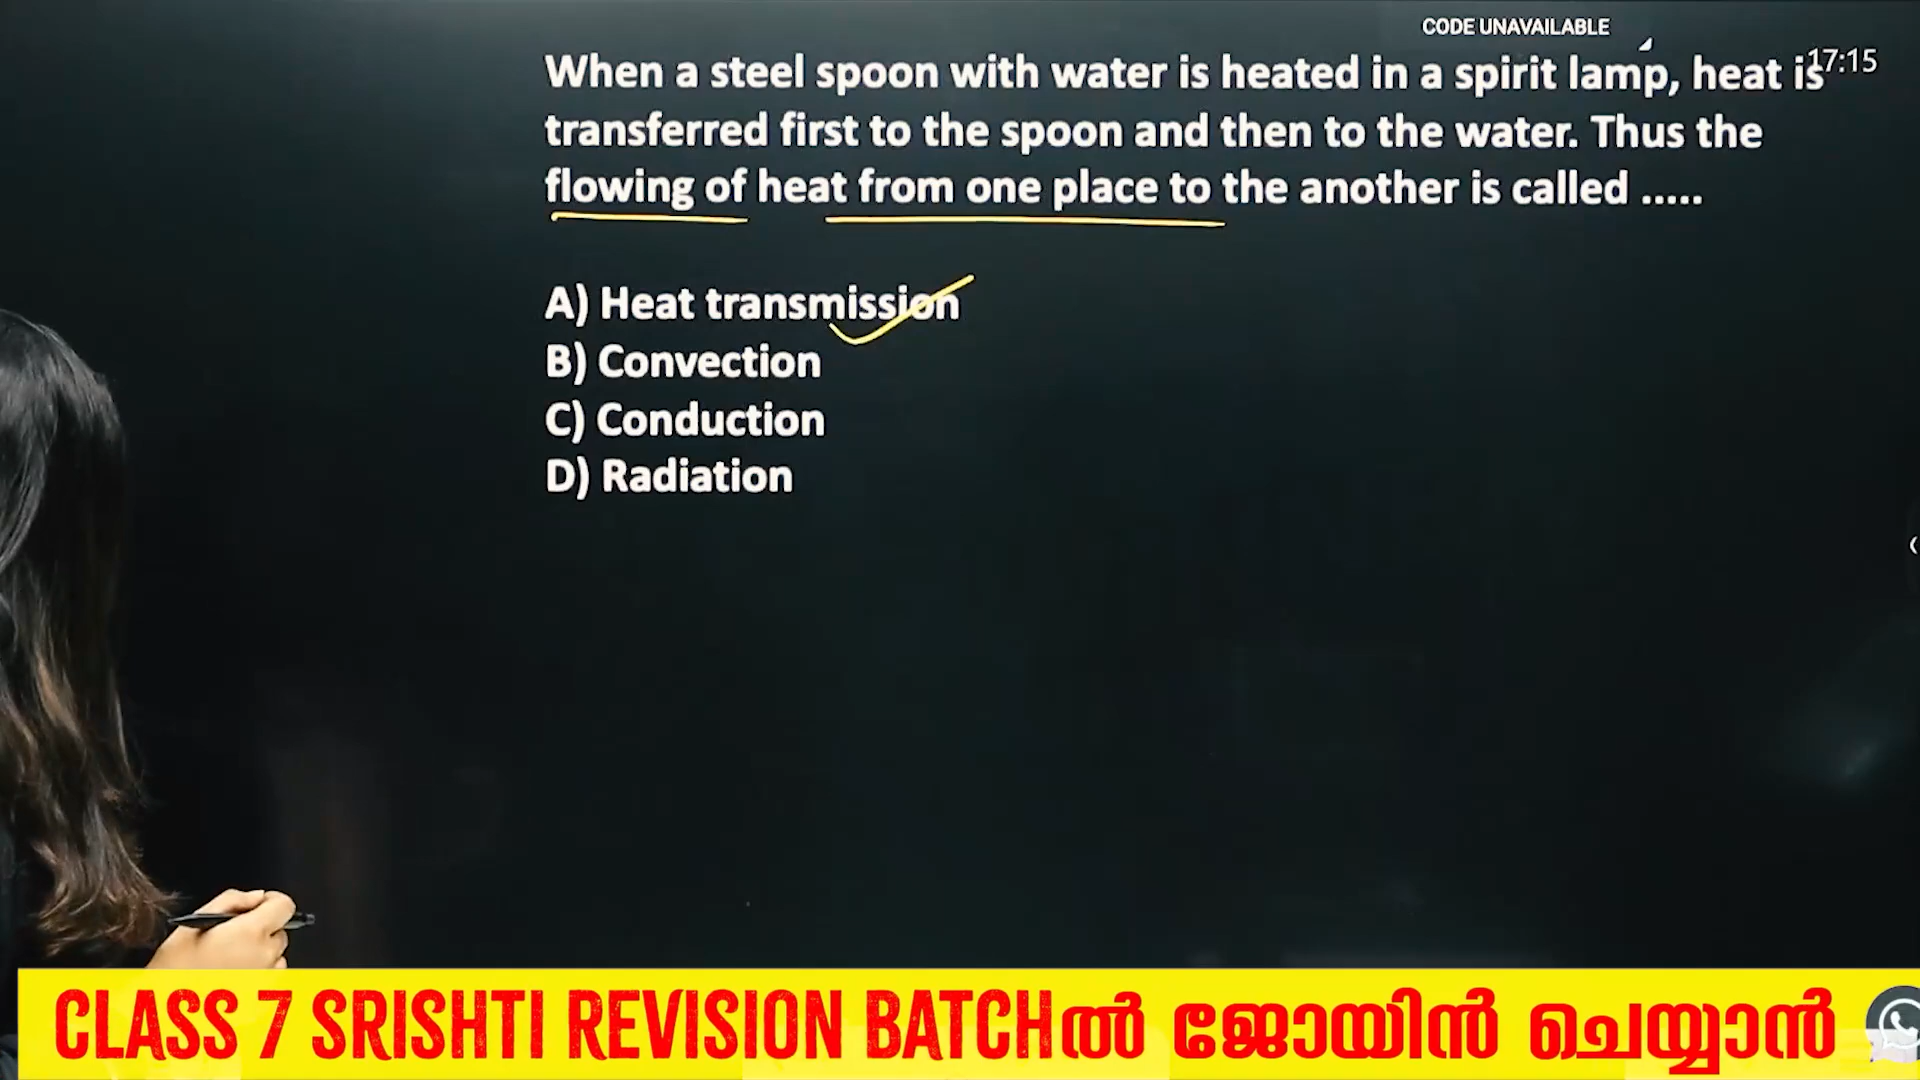 CODE UNAVAILABLE
17:15
When a steel spoon with water is heated in a spirit lamp, heat is
transferred first to the spoon and then to the water. Thus the
flowing of heat from one place to the another is called .....
A) Heat transmission
B) Convection
C) Conduction
D) Radiation
CLASS 7 SRISHTI REVISION BATCHൽ ജോയിൻ ചെയ്യാൻ